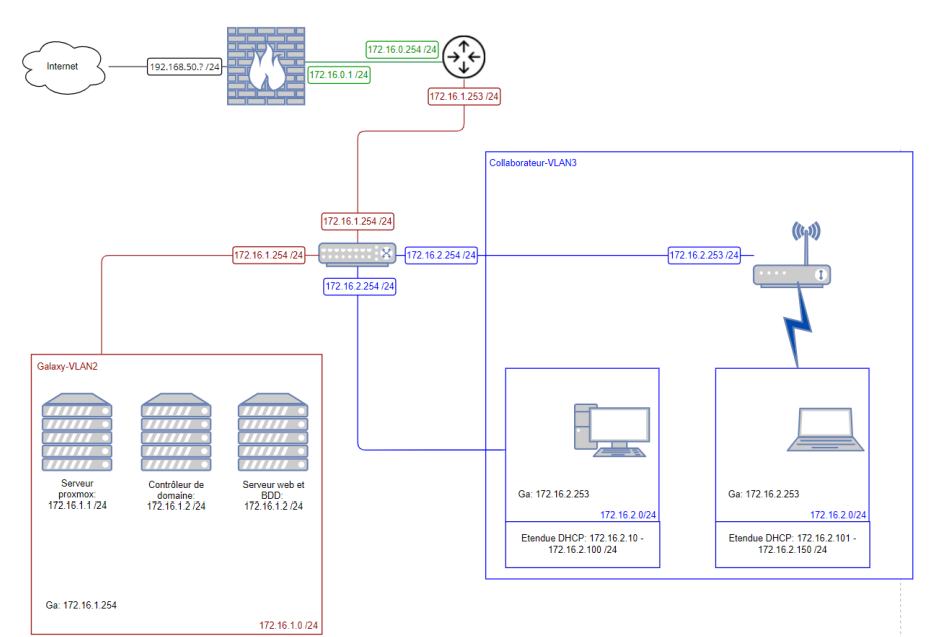 Internet
192.168.50.? /24
172.16.0.254 /24
172.16.0.1 /24
172.16.1.253 /24
Collaborateur-VLAN3
172.16.1.254 /24
172.16.1.254 /24
172.16.2.254 /24
172.16.2.253 /24
172.16.2.254 /24
Galaxy-VLAN2
Serveur
proxmox:
172.16.1.1 /24
Contrôleur de
domaine:
172.16.1.2 /24
Serveur web et
BDD:
172.16.1.2 /24
Ga: 172.16.1.254
172.16.1.0 /24
Ga: 172.16.2.253
172.16.2.0/24
Etendue DHCP: 172.16.2.10 -
172.16.2.100 /24
Ga: 172.16.2.253
172.16.2.0/24
Etendue DHCP: 172.16.2.101 -
172.16.2.150 /24